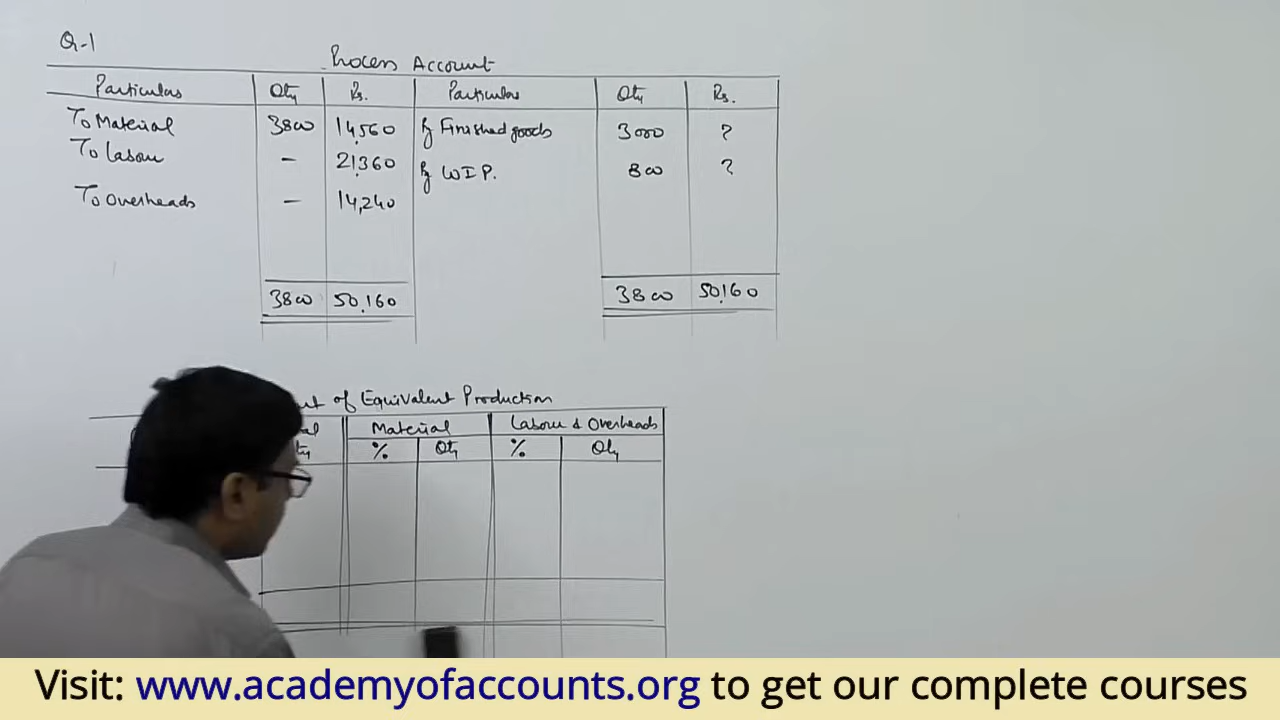 Q-1
Process Account
Particulars Qty Rs. Particulars Qty Rs.
To Material 3800 14,560 By Finished goods 3000 ?
To Labour - 21,360 By W.I.P. 800 ?
To Overheads - 14,240
3800 50,160 3800 50,160
of Equivalent Production
Material Labour & Overheads
% Qty % Qty
Visit: www.academyofaccounts.org to get our complete courses